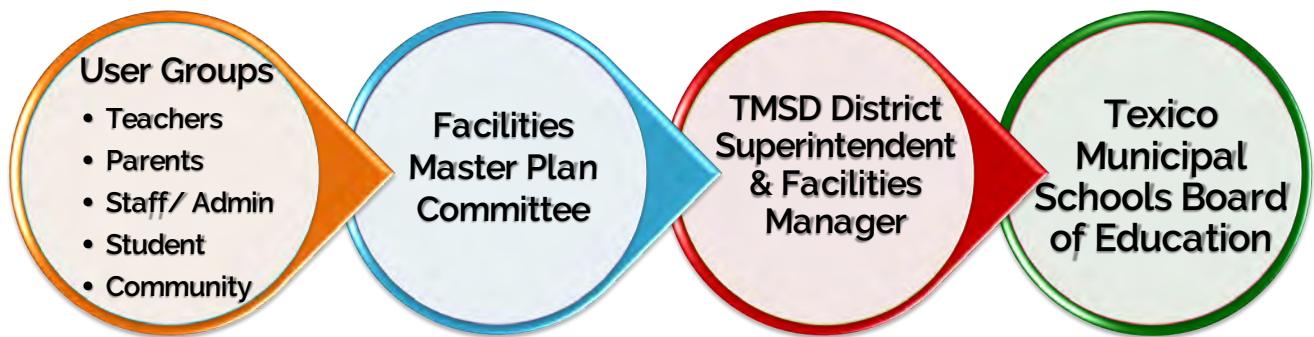 User Groups
• Teachers
• Parents
• Staff/ Admin
• Student
• Community
Facilities
Master Plan
Committee
TMSD District
Superintendent
& Facilities
Manager
Texico
Municipal
Schools Board
of Education